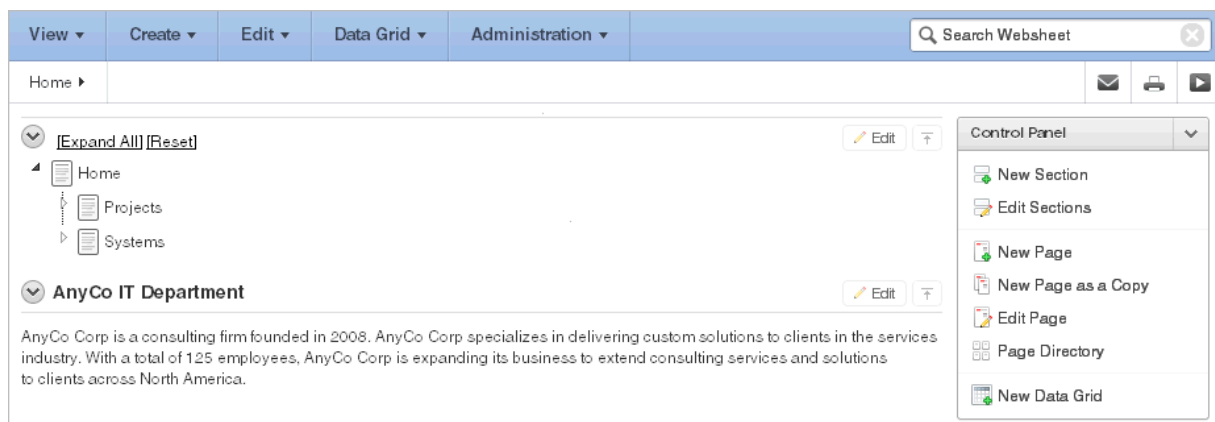 View Create Edit Data Grid Administration Search Websheet
Home
[Expand All] [Reset] Edit
Home
Projects
Systems
AnyCo IT Department Edit
AnyCo Corp is a consulting firm founded in 2008. AnyCo Corp specializes in delivering custom solutions to clients in the services
industry. With a total of 125 employees, AnyCo Corp is expanding its business to extend consulting services and solutions
to clients across North America.
Control Panel
New Section
Edit Sections
New Page
New Page as a Copy
Edit Page
Page Directory
New Data Grid